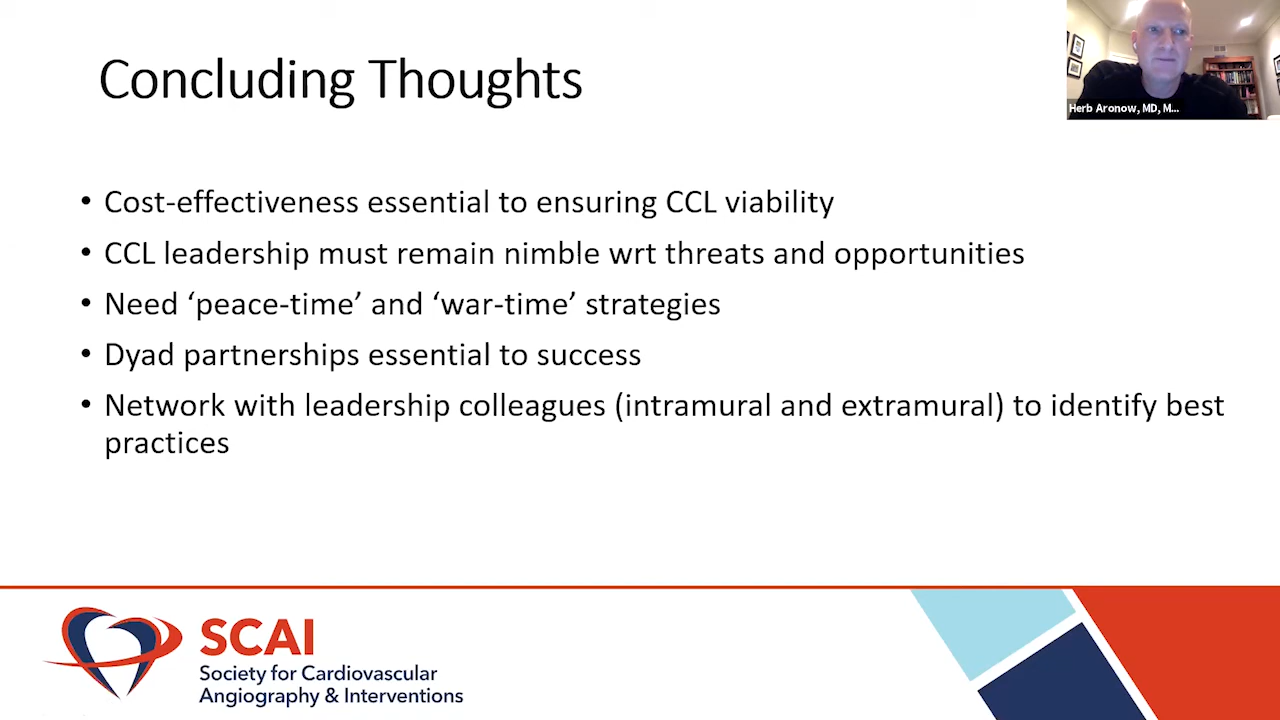 Concluding Thoughts
Herb Aronow, MD, M...
• Cost-effectiveness essential to ensuring CCL viability
• CCL leadership must remain nimble wrt threats and opportunities
• Need ‘peace-time’ and ‘war-time’ strategies
• Dyad partnerships essential to success
• Network with leadership colleagues (intramural and extramural) to identify best
practices
SCAI
Society for Cardiovascular
Angiography & Interventions